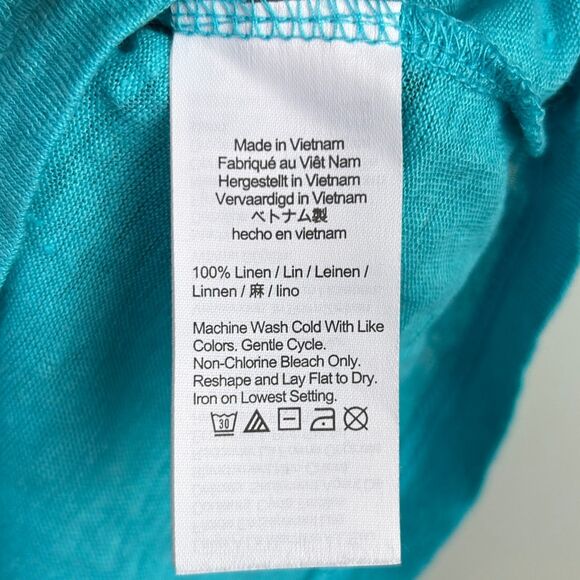 Made in Vietnam
Fabriqué au Viêt Nam
Hergestellt in Vietnam
Vervaardigd in Vietnam
ベトナム製
hecho en vietnam
100% Linen / Lin / Leinen /
Linnen / 麻 / lino
Machine Wash Cold With Like
Colors. Gentle Cycle.
Non-Chlorine Bleach Only.
Reshape and Lay Flat to Dry.
Iron on Lowest Setting.
30